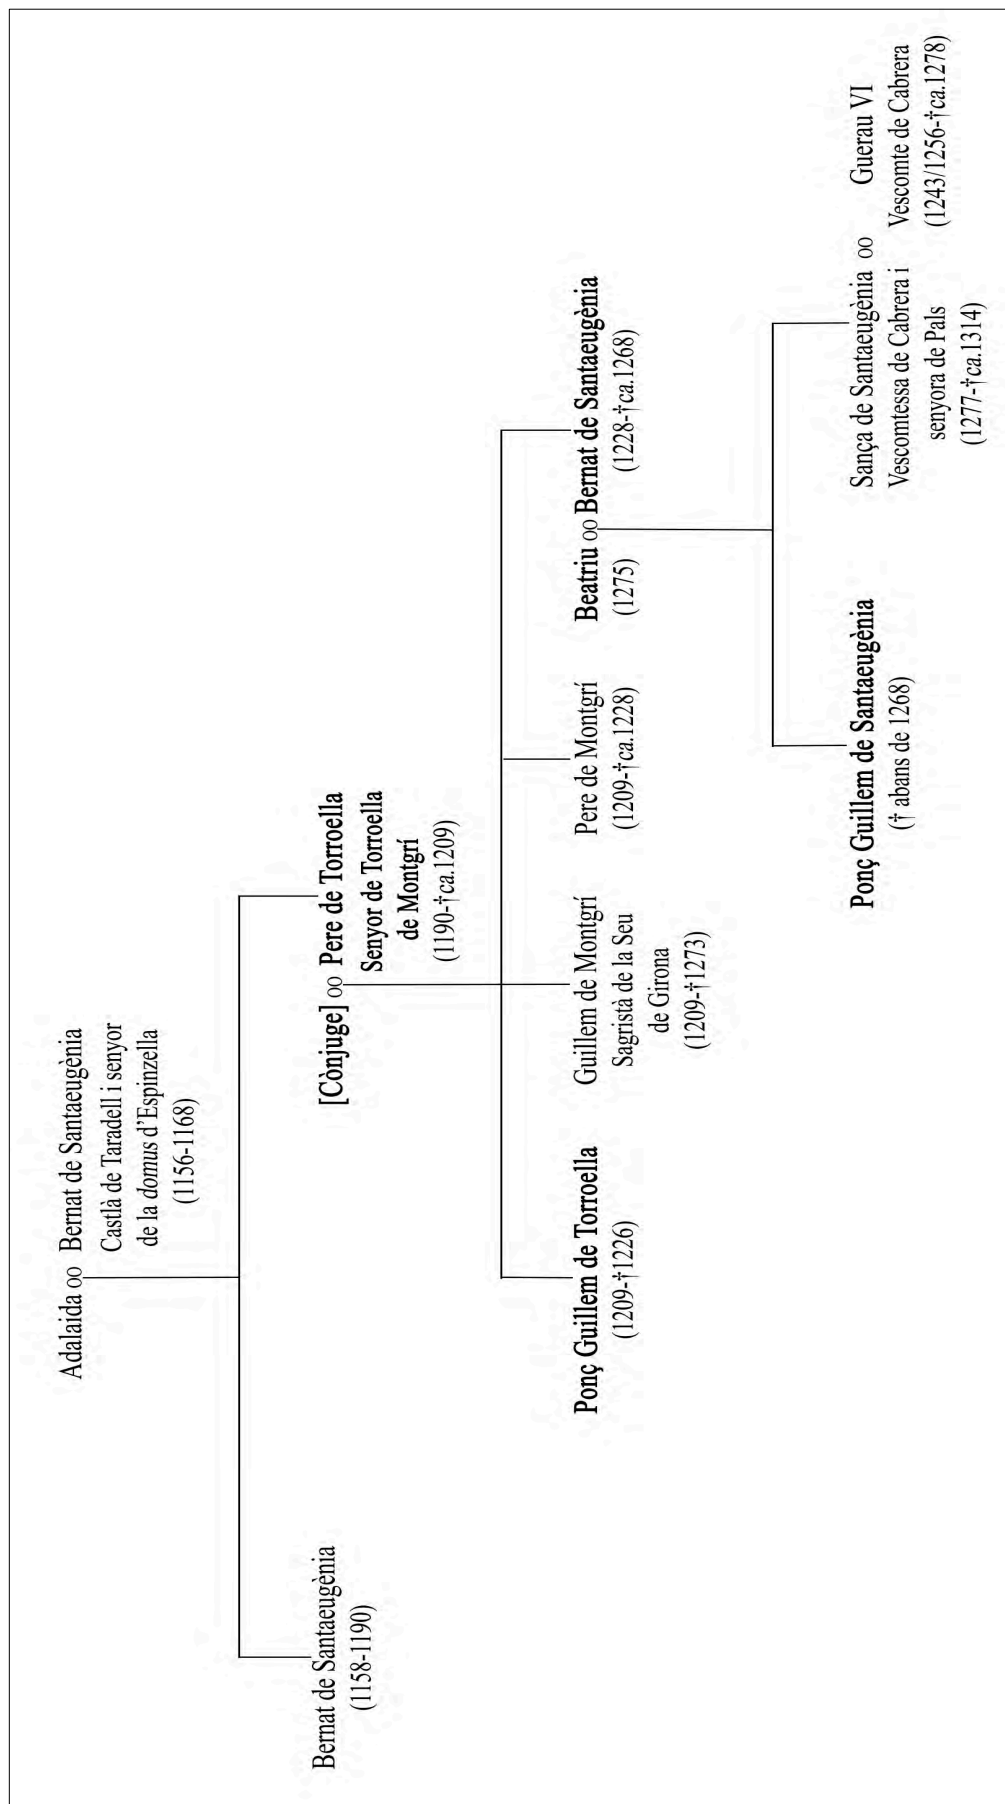 Adalaida oo Bernat de Santaeugènia
Castlà de Taradell i senyor
de la domus d’Espinzella
(1156-1168)
Bernat de Santaeugènia
(1158-1190)
[Cònjuge] oo Pere de Torroella
Senyor de Torroella
de Montgrí
(1190-†ca.1209)
Ponç Guillem de Torroella
(1209-†1226)
Guillem de Montgrí
Sagristà de la Seu
de Girona
(1209-†1273)
Pere de Montgrí
(1209-†ca.1228)
Beatriu oo Bernat de Santaeugènia
(1275)
(1228-†ca.1268)
Ponç Guillem de Santaeugènia
(† abans de 1268)
Sança de Santaeugènia oo
Vescomtessa de Cabrera i
senyora de Pals
(1277-†ca.1314)
Guerau VI
Vescomte de Cabrera
(1243/1256-†ca.1278)